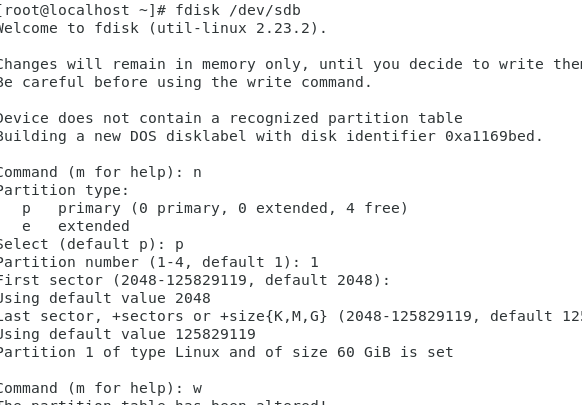 [root@localhost ~]# fdisk /dev/sdb
Welcome to fdisk (util-linux 2.23.2).
Changes will remain in memory only, until you decide to write them
Be careful before using the write command.
Device does not contain a recognized partition table
Building a new DOS disklabel with disk identifier 0xa1169bed.
Command (m for help): n
Partition type:
p   primary (0 primary, 0 extended, 4 free)
e   extended
Select (default p): p
Partition number (1-4, default 1): 1
First sector (2048-125829119, default 2048):
Using default value 2048
Last sector, +sectors or +size{K,M,G} (2048-125829119, default 125
Using default value 125829119
Partition 1 of type Linux and of size 60 GiB is set
Command (m for help): w
The partition table has been altered!